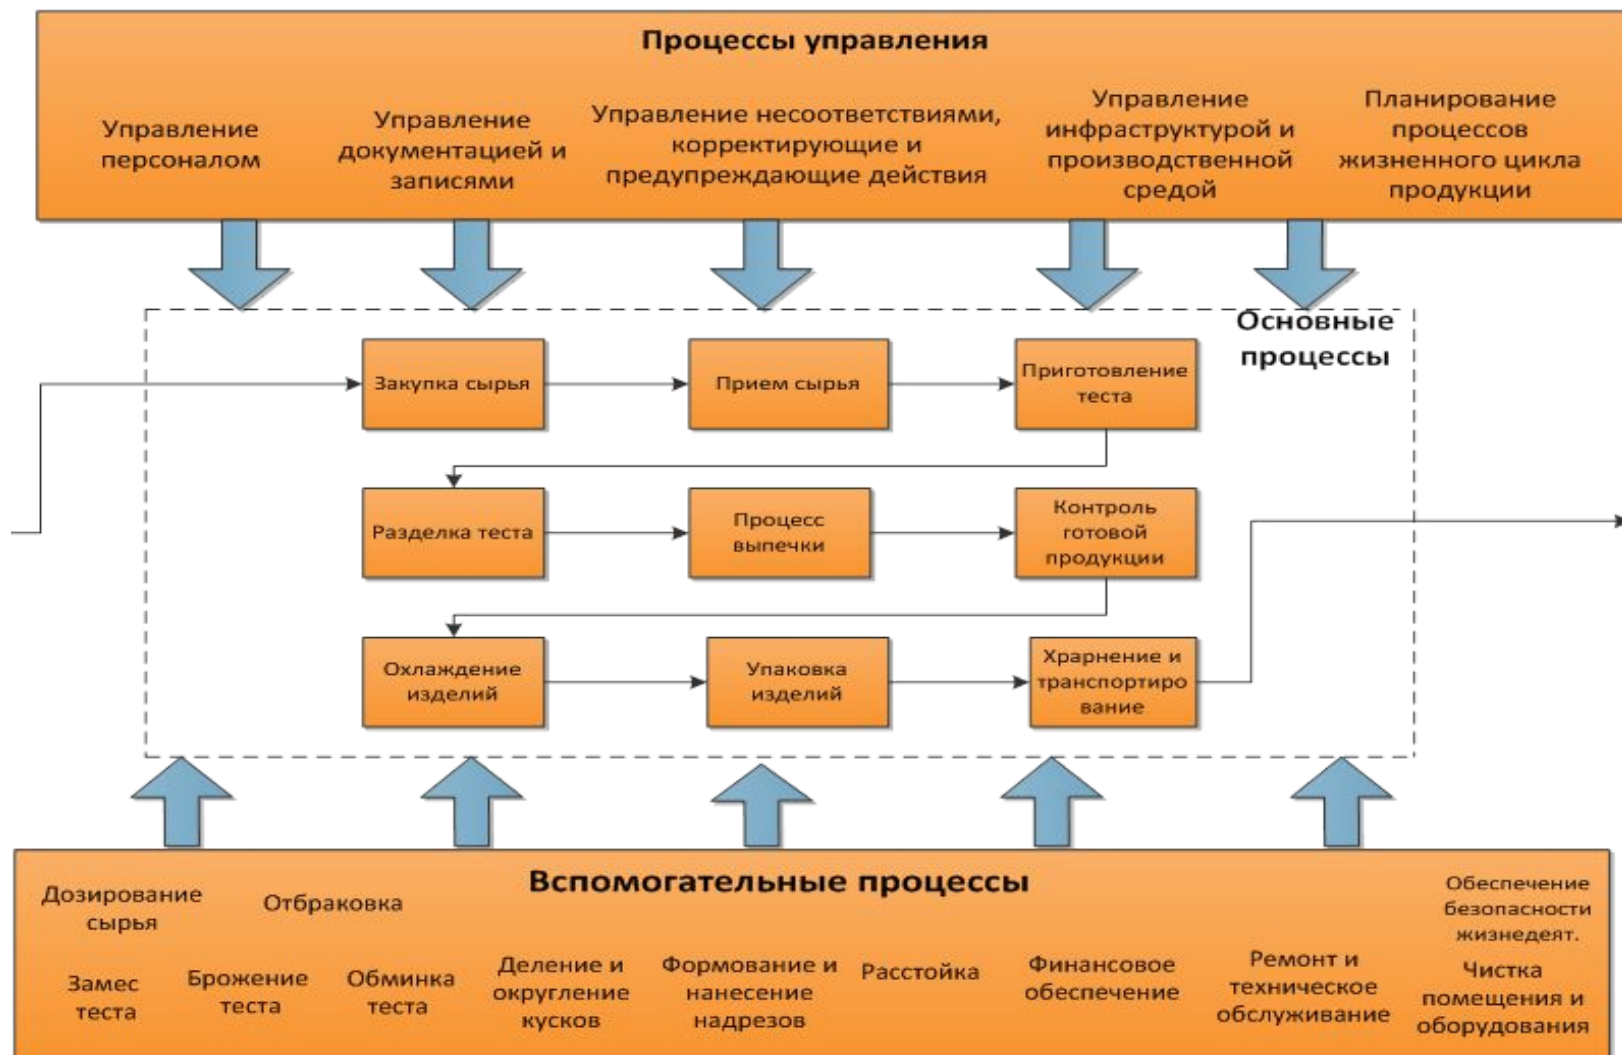 Процессы управления
Управление
персоналом
Управление
документацией и
записями
Управление несоответствиями,
корректирующие и
предупреждающие действия
Управление
инфраструктурой и
производственной
средой
Планирование
процессов
жизненного цикла
продукции
Основные
процессы
Закупка сырья
Прием сырья
Приготовление
теста
Разделка теста
Процесс
выпечки
Контроль
готовой
продукции
Охлаждение
изделий
Упаковка
изделий
Храрнение и
транспортиро
вание
Вспомогательные процессы
Дозирование
сырья
Отбраковка
Обеспечение
безопасности
жизнедеят.
Замес
теста
Брожение
теста
Обминка
теста
Деление и
округление
кусков
Формование и
нанесение
надрезов
Расстойка
Финансовое
обеспечение
Ремонт и
техническое
обслуживание
Чистка
помещения и
оборудования